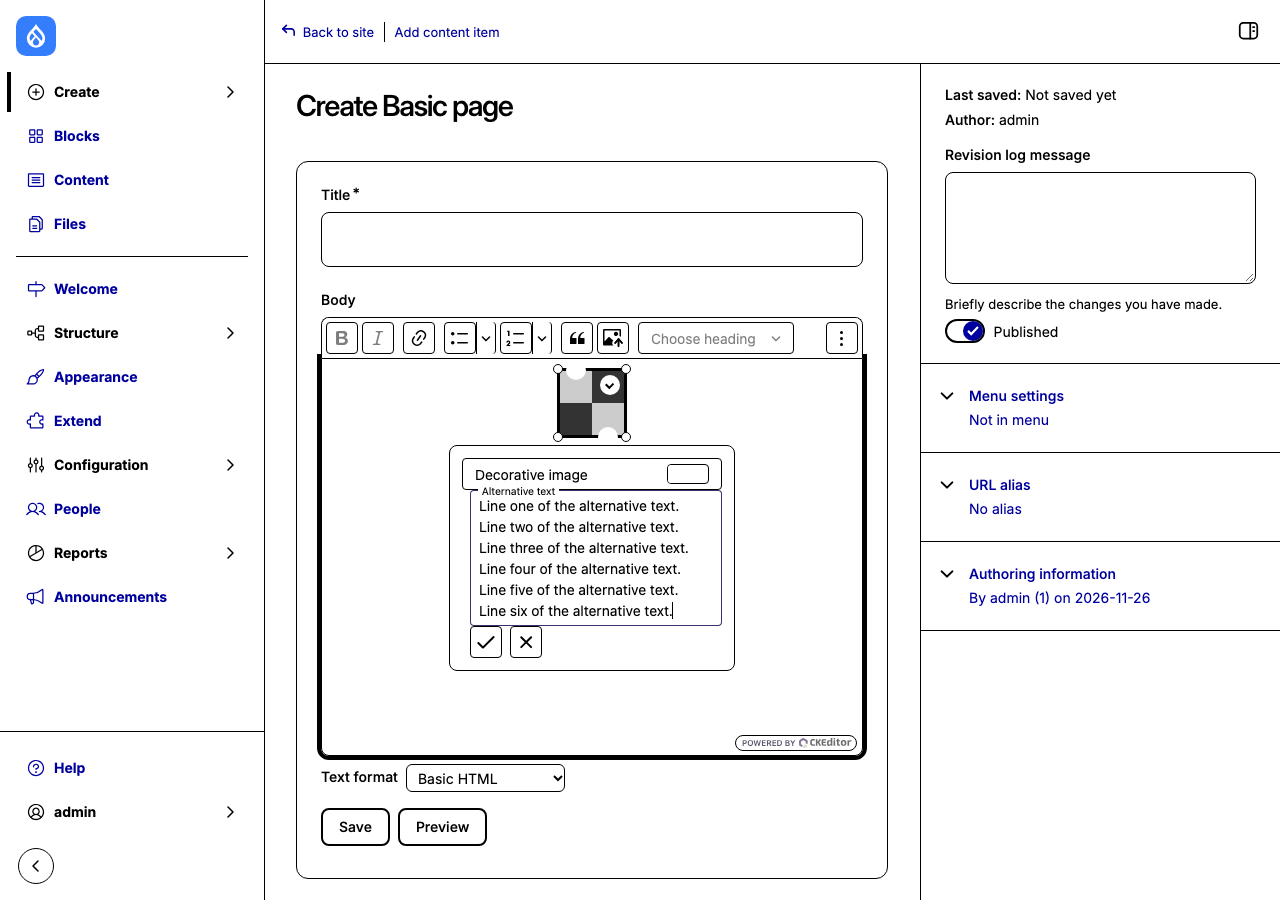 Create
Blocks
Content
Files
Welcome
Structure
Appearance
Extend
Configuration
People
Reports
Announcements
Help
admin
Back to site
Add content item
Create Basic page
Title *
Body
B I
Choose heading
Decorative image
Alternative text
Line one of the alternative text.
Line two of the alternative text.
Line three of the alternative text.
Line four of the alternative text.
Line five of the alternative text.
Line six of the alternative text.
POWERED BY CKEditor
Text format Basic HTML
Save Preview
Last saved: Not saved yet
Author: admin
Revision log message
Briefly describe the changes you have made.
Published
Menu settings
Not in menu
URL alias
No alias
Authoring information
By admin (1) on 2026-11-26